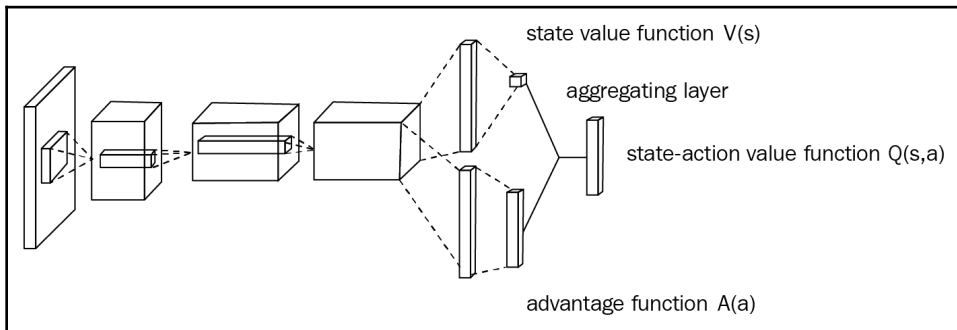 state value function V(s)
aggregating layer
state-action value function Q(s,a)
advantage function A(a)